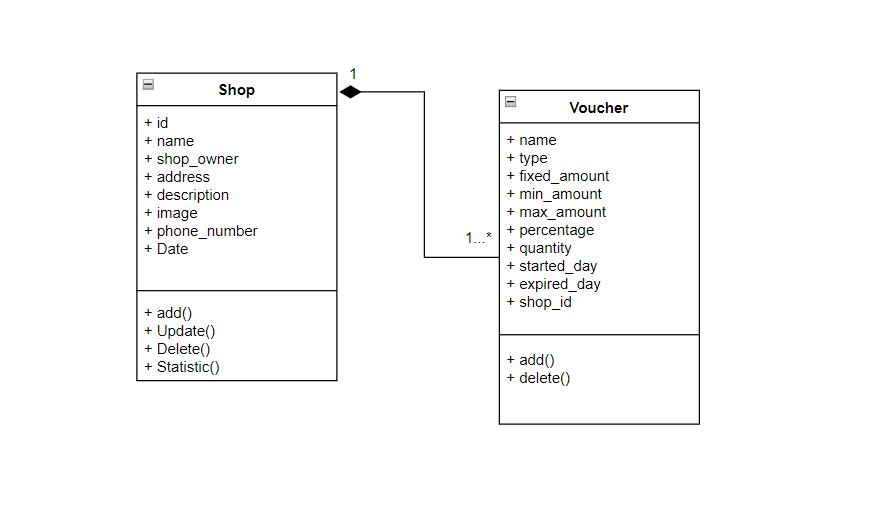 Shop
+ id
+ name
+ shop_owner
+ address
+ description
+ image
+ phone_number
+ Date
+ add()
+ Update()
+ Delete()
+ Statistic()
1
1...*
Voucher
+ name
+ type
+ fixed_amount
+ min_amount
+ max_amount
+ percentage
+ quantity
+ started_day
+ expired_day
+ shop_id
+ add()
+ delete()